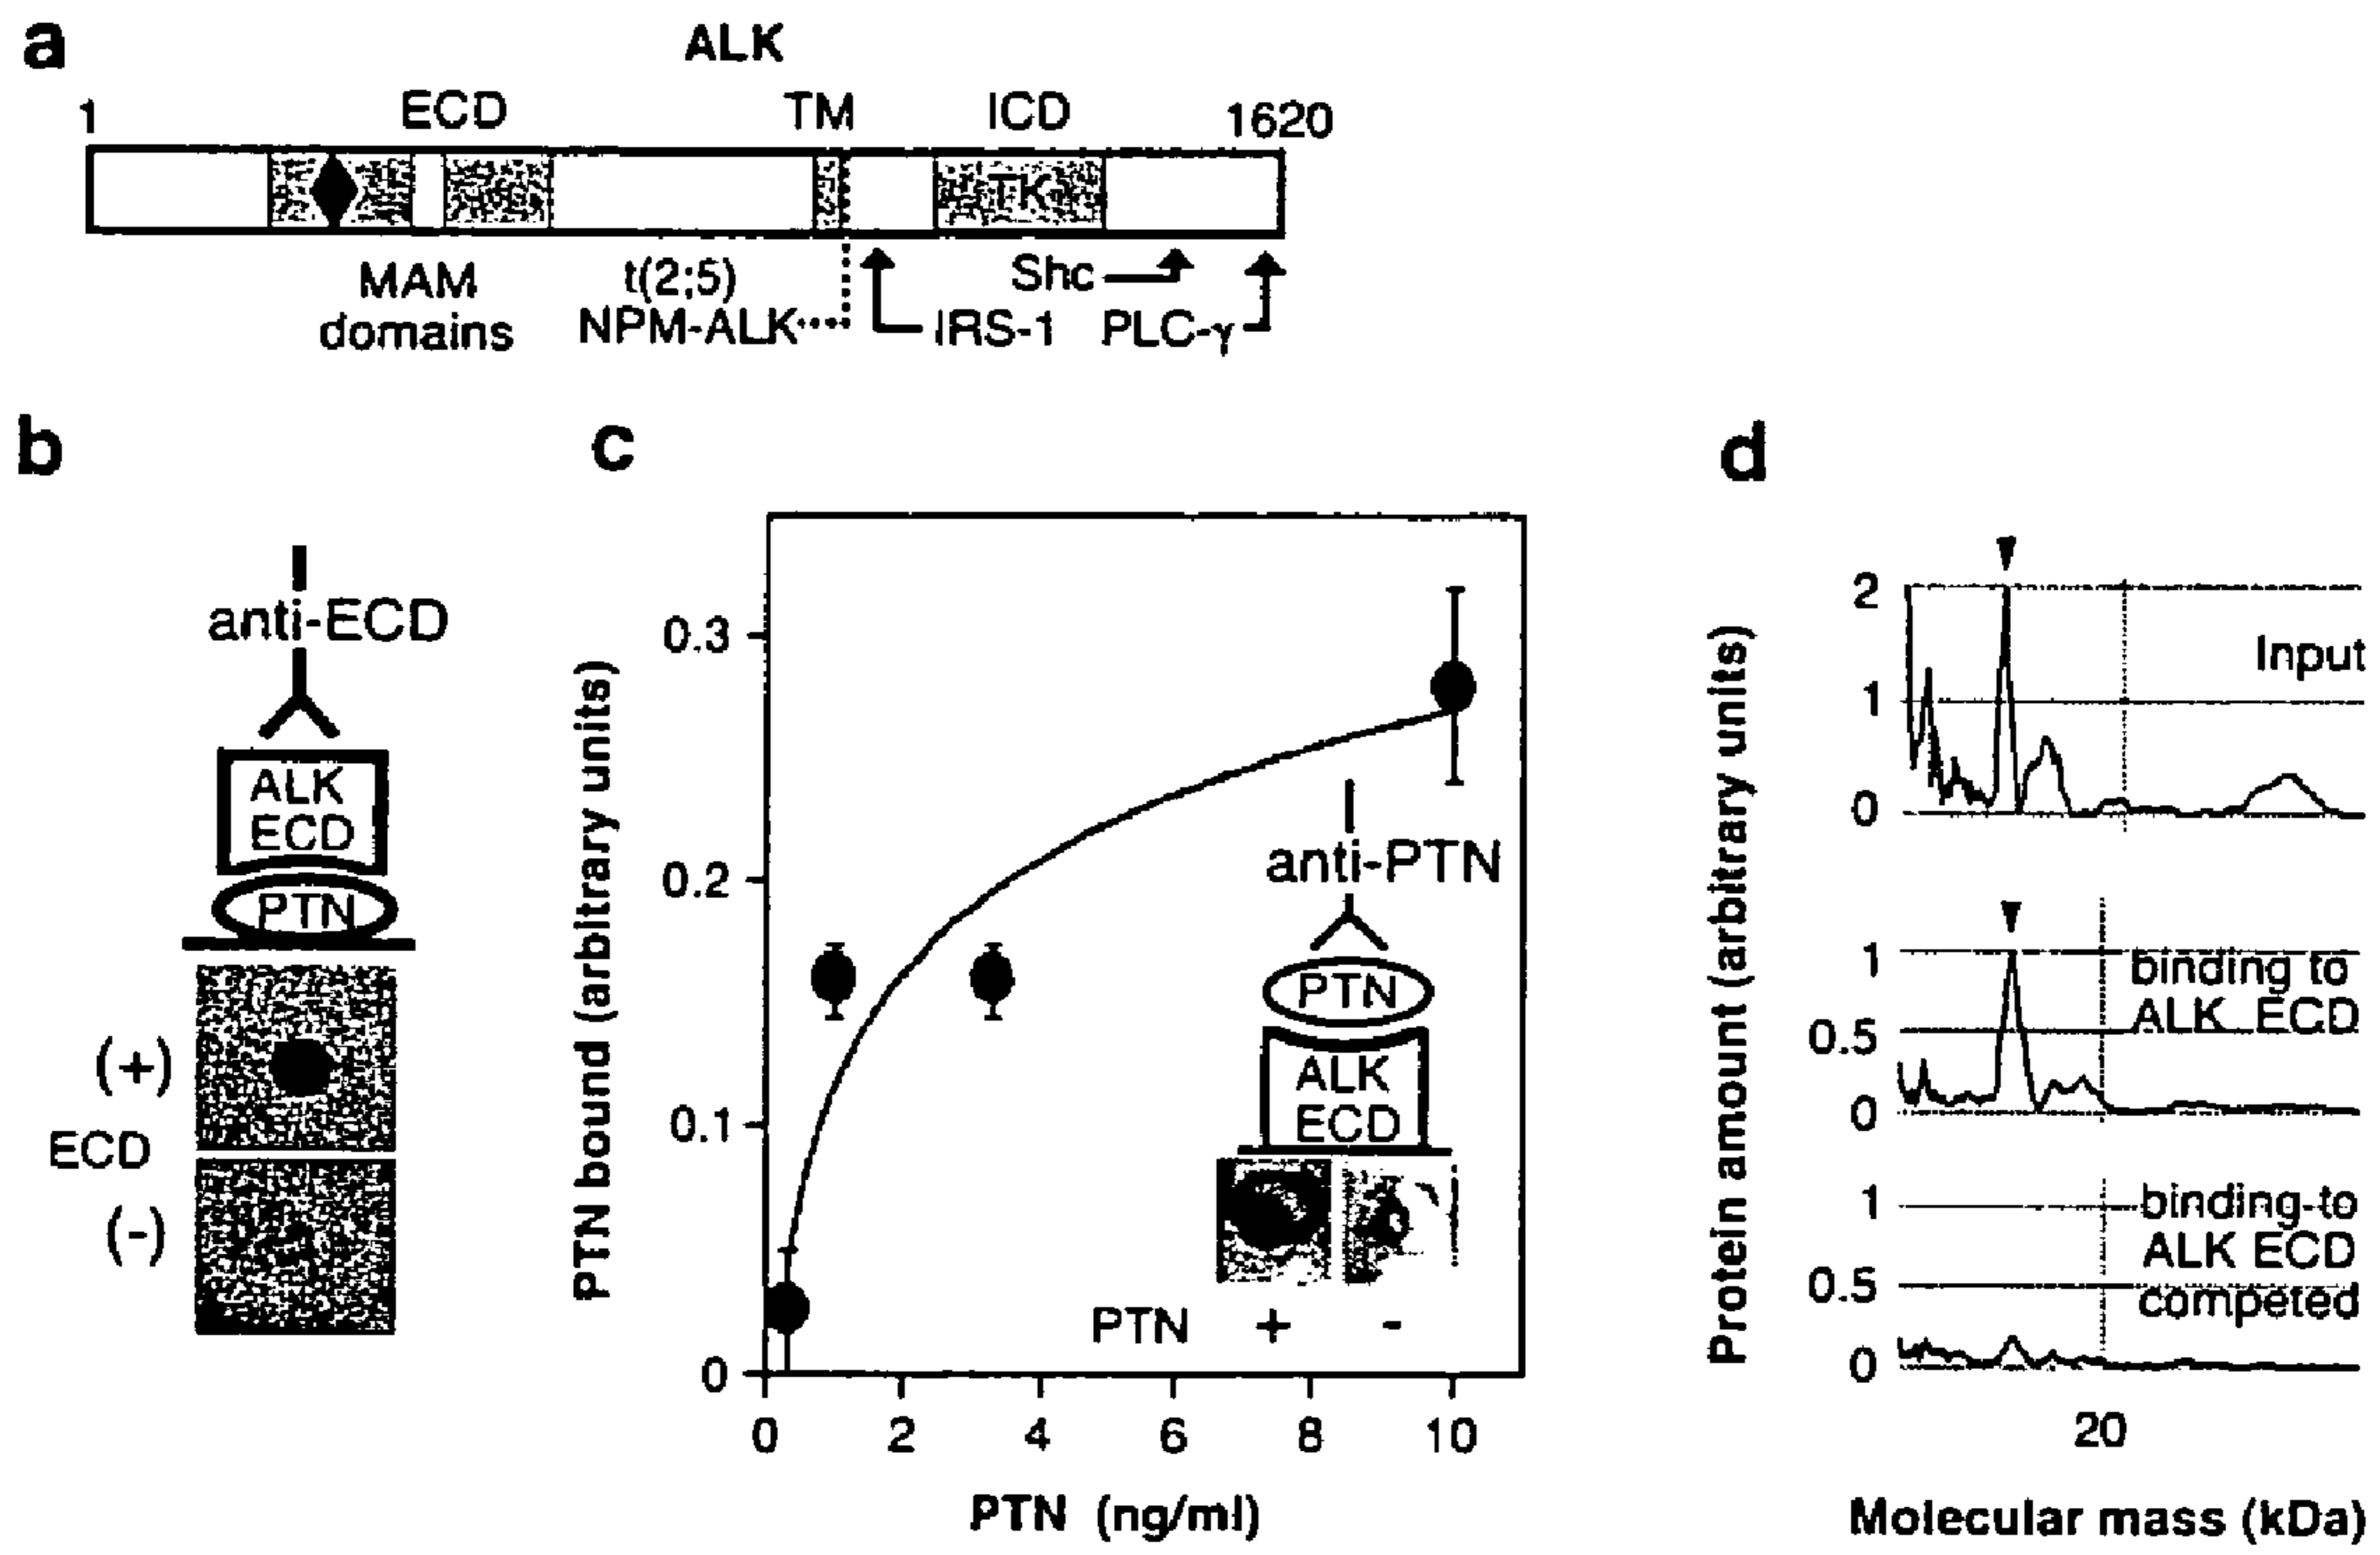 a
ALK
1 ECD TM ICD 1620
TK
MAM
domains
t(2;5)
NPM-ALK
IRS-1
Shc
PLC-γ
b
anti-ECD
ALK
ECD
PTN
(+)
ECD
(-)
c
PTN bound (arbitrary units)
0.3
0.2
0.1
0
0 2 4 6 8 10
PTN (ng/ml)
anti-PTN
PTN
ALK
ECD
PTN + -
d
Protein amount (arbitrary units)
2
1
0
Input
1
0.5
0
binding to
ALK ECD
1
0.5
0
binding to
ALK ECD
competed
20
Molecular mass (kDa)